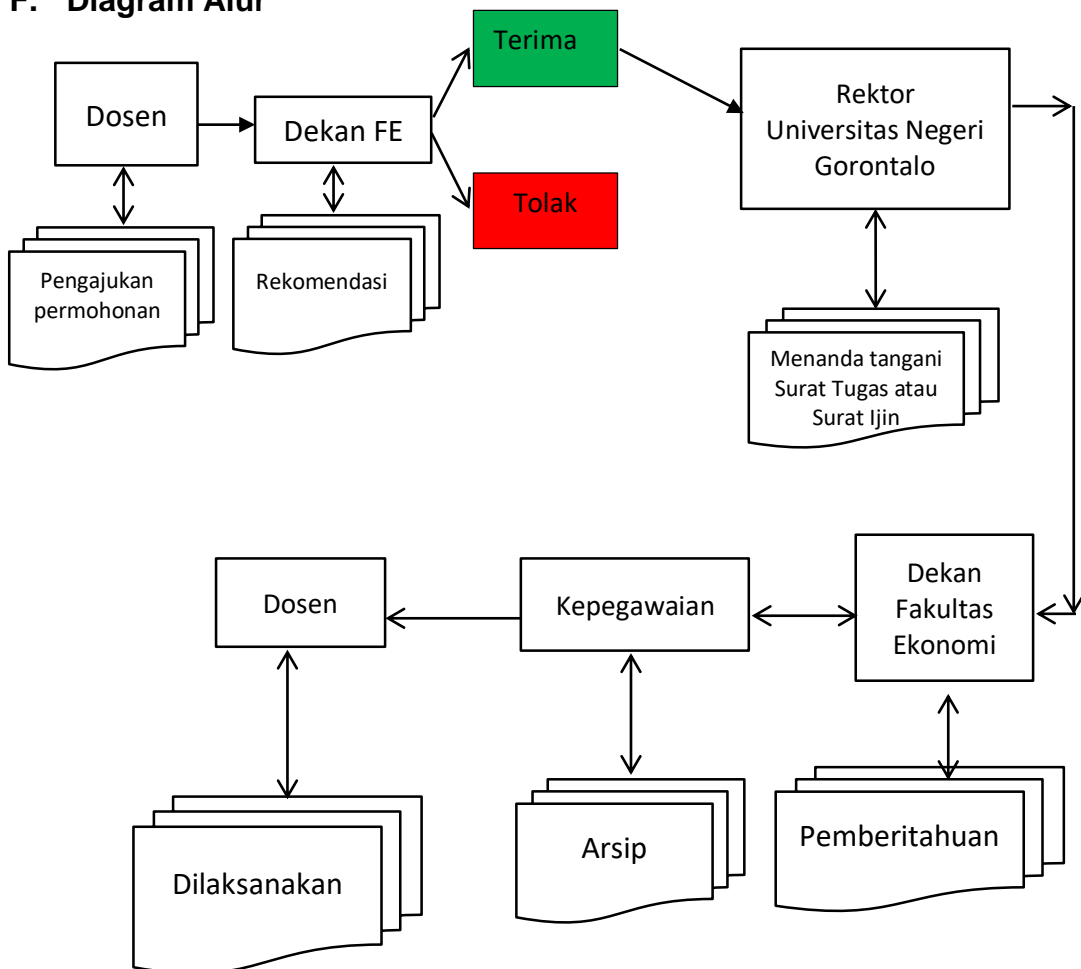 F. Diagram Alur
Terima
Dosen
Dekan FE
Rektor
Universitas Negeri
Gorontalo
Tolak
Pengajukan
permohonan
Rekomendasi
Menanda tangani
Surat Tugas atau
Surat Ijin
Dosen
Kepegawaian
Dekan
Fakultas
Ekonomi
Dilaksanakan
Arsip
Pemberitahuan